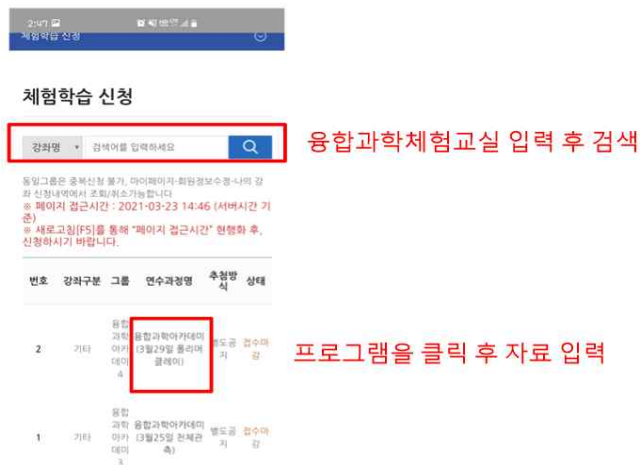 2:47
체험학습 신청
체험학습 신청
강좌명 검색어를 입력하세요
융합과학체험교실 입력 후 검색
동일그룹은 중복신청 불가, 마이페이지-회원정보수정-나의 강
좌 신청내역에서 조회/취소가능합니다
※ 페이지 접근시간 : 2021-03-23 14:46 (서버시간 기
준)
※ 새로고침[F5]를 통해 "페이지 접근시간" 현행화 후,
신청하시기 바랍니다.
번호 강좌구분 그룹 연수과정명 추첨방식 상태
2 기타 융합과학아카데미4 융합과학아카데미(3월29일 폴리머클레이) 별도공지 접수마감
프로그램을 클릭 후 자료 입력
1 기타 융합과학아카데미3 융합과학아카데미(3월25일 천체관측) 별도공지 접수마감